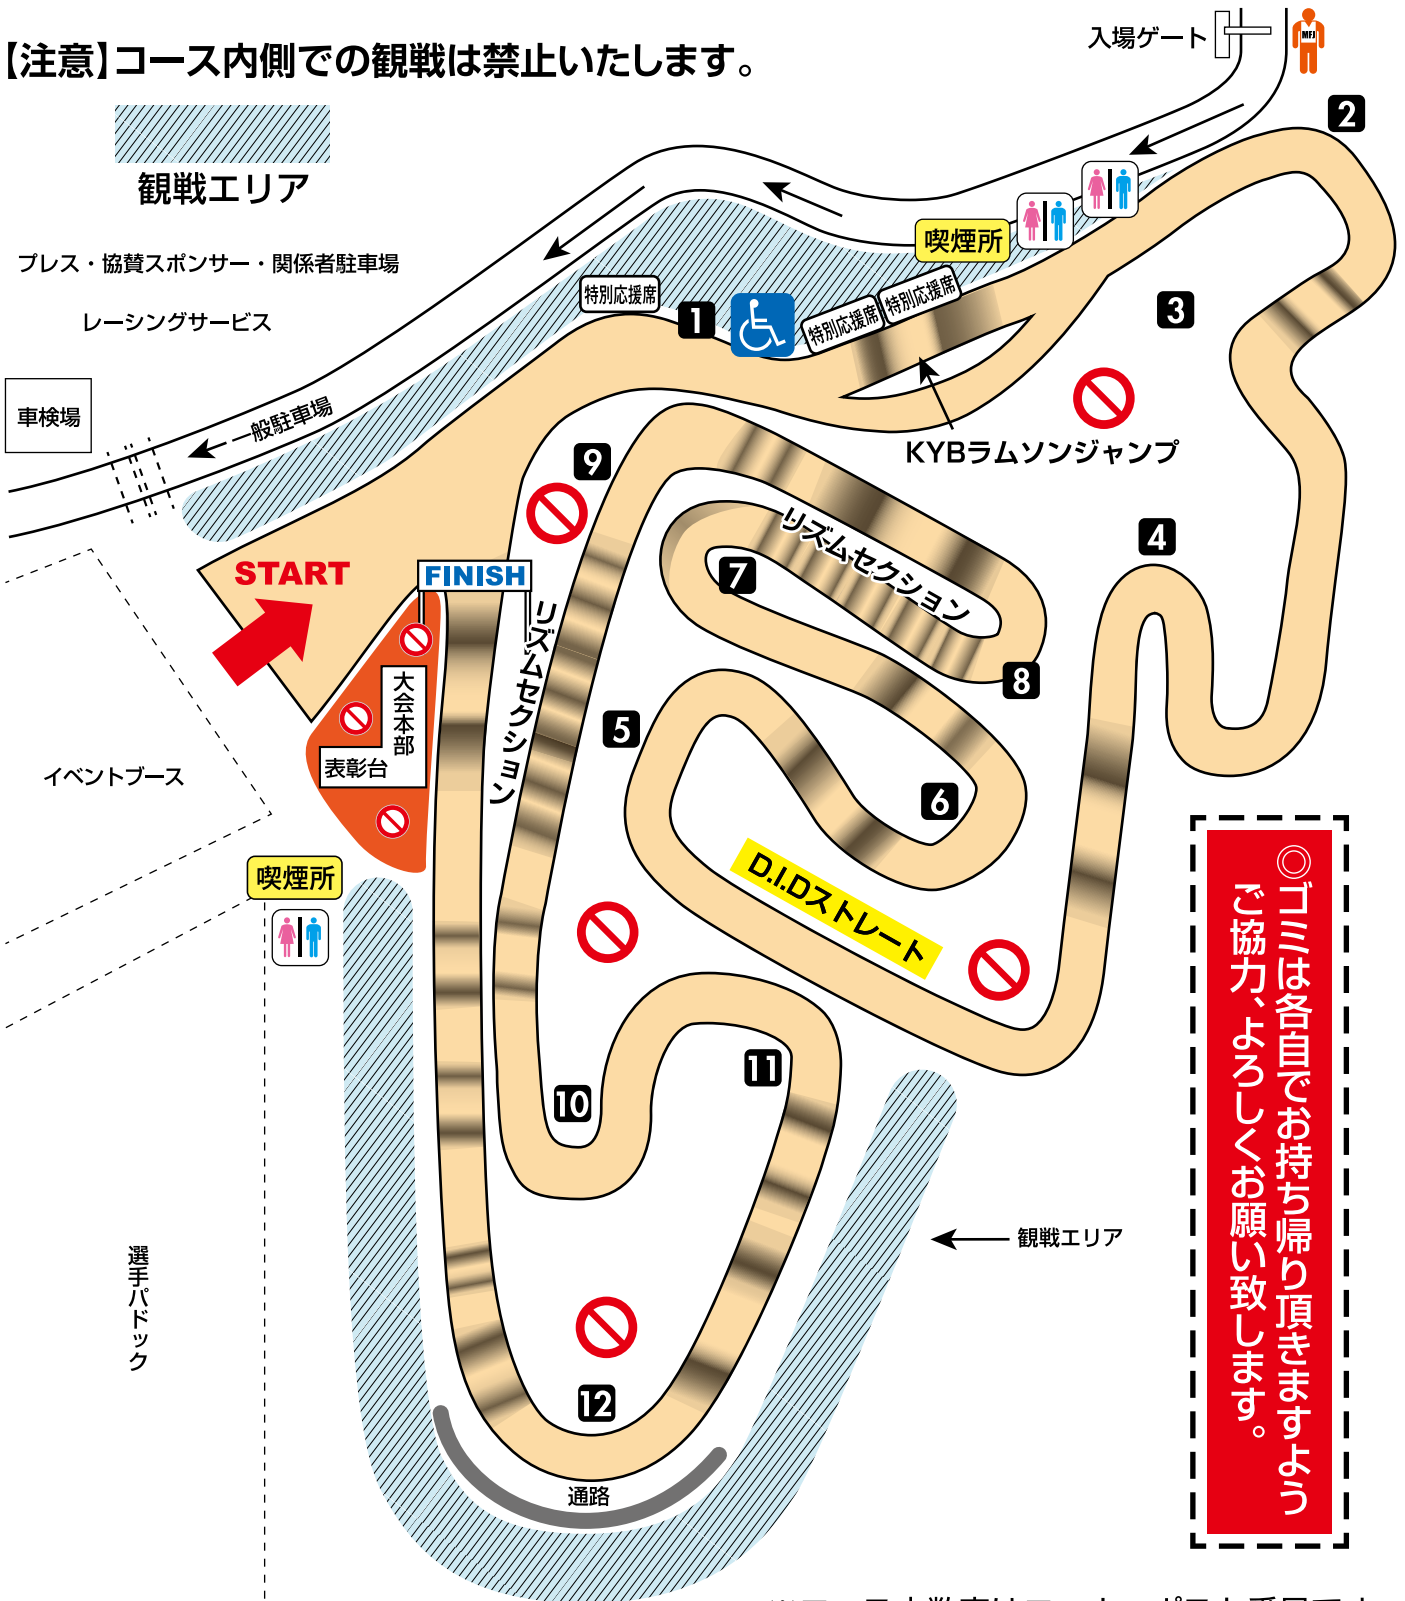 【注意】コース内側での観戦は禁止いたします。
入場ゲート
MFJ
観戦エリア
プレス・協賛スポンサー・関係者駐車場
レーシングサービス
車検場
一般駐車場
喫煙所
特別応援席
特別応援席
特別応援席
1
2
3
KYBラムソンジャンプ
9
リズムセクション
4
7
START
FINISH
リズムセクション
8
大会本部
表彰台
5
6
イベントブース
D.I.Dストレート
喫煙所
◎ゴミは各自でお持ち帰り頂きますよう
ご協力、よろしくお願い致します。
11
10
観戦エリア
選手パドック
12
通路